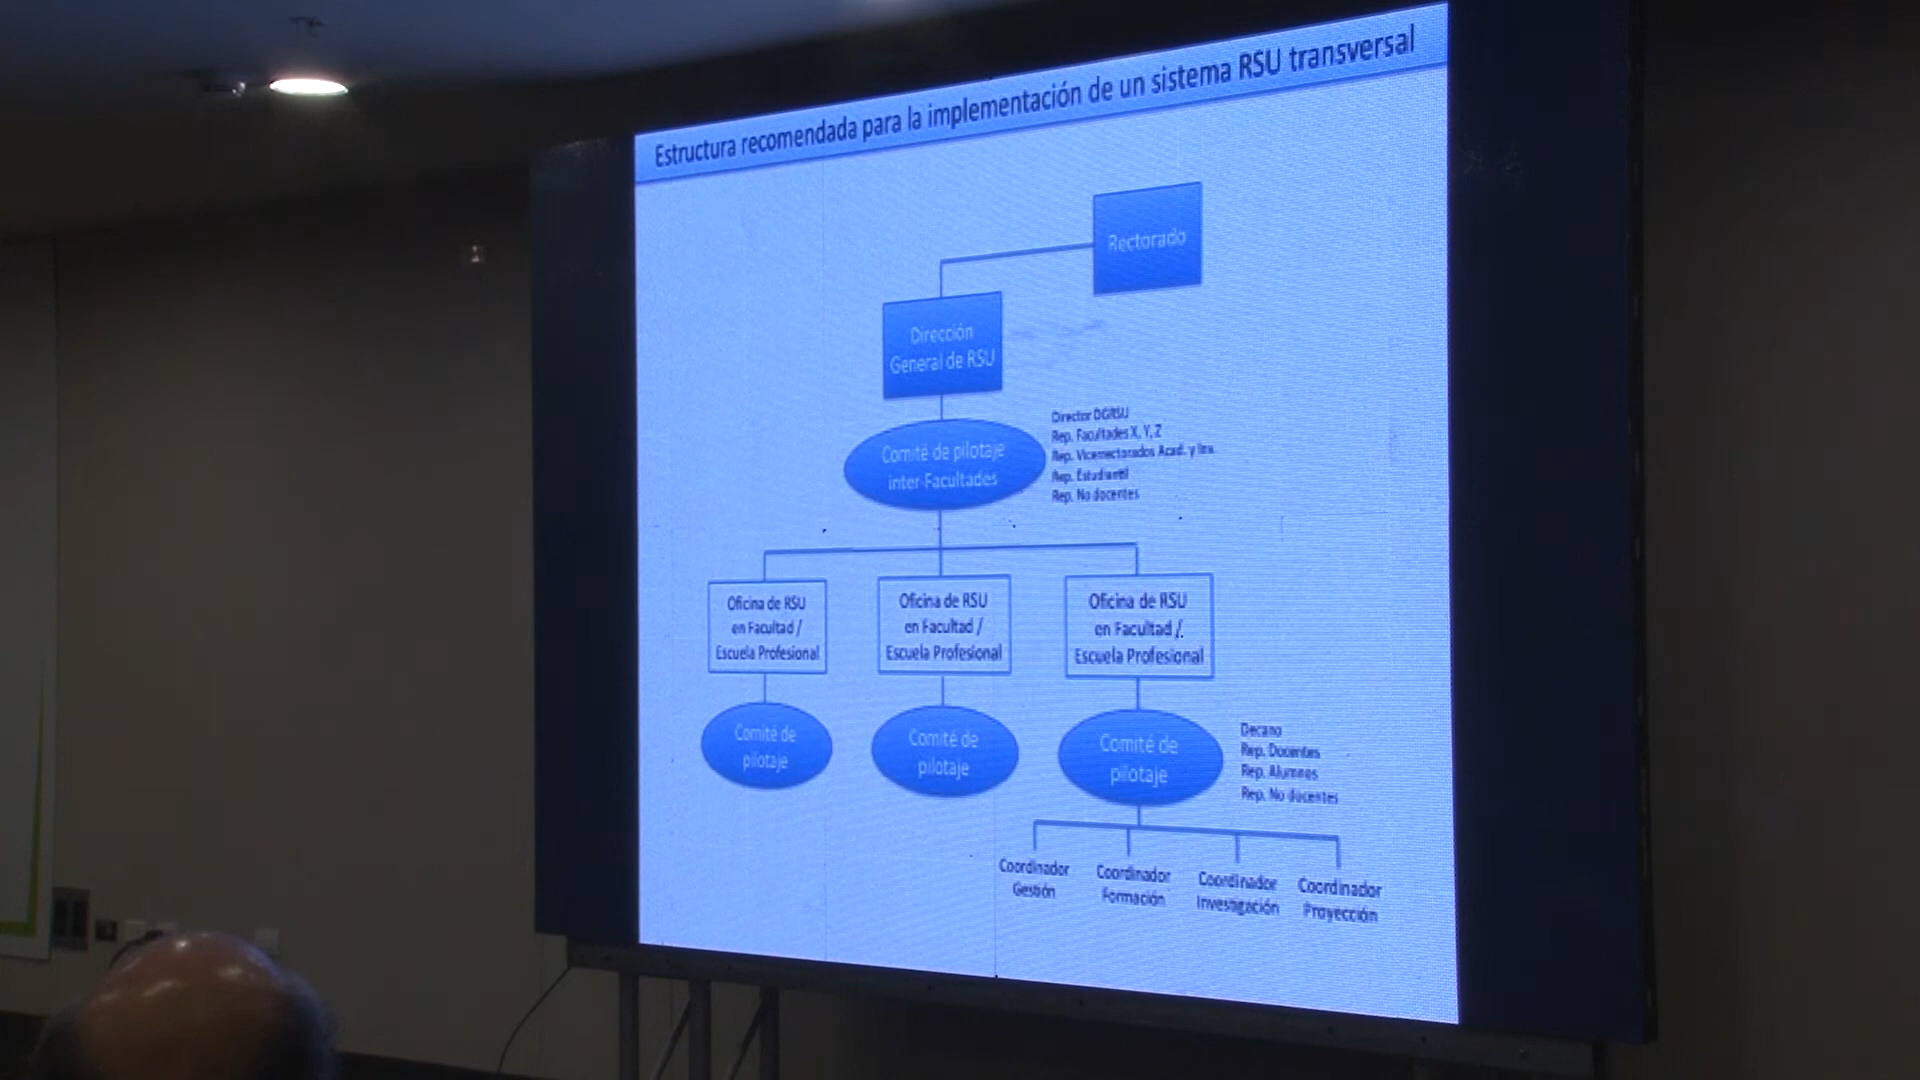 Estructura recomendada para la implementación de un sistema RSU transversal
Rectorado
Dirección
General de RSU
Comité de pilotaje
inter-Facultades
Director DGRSU
Rep. Facultades X, Y, Z
Rep. Vicerrectorados Acad. y Inv.
Rep. Estudiantil
Rep. No docentes
Oficina de RSU
en Facultad /
Escuela Profesional
Oficina de RSU
en Facultad /
Escuela Profesional
Oficina de RSU
en Facultad /
Escuela Profesional
Comité de
pilotaje
Comité de
pilotaje
Comité de
pilotaje
Decano
Rep. Docentes
Rep. Alumnos
Rep. No docentes
Coordinador
Gestión
Coordinador
Formación
Coordinador
Investigación
Coordinador
Proyección